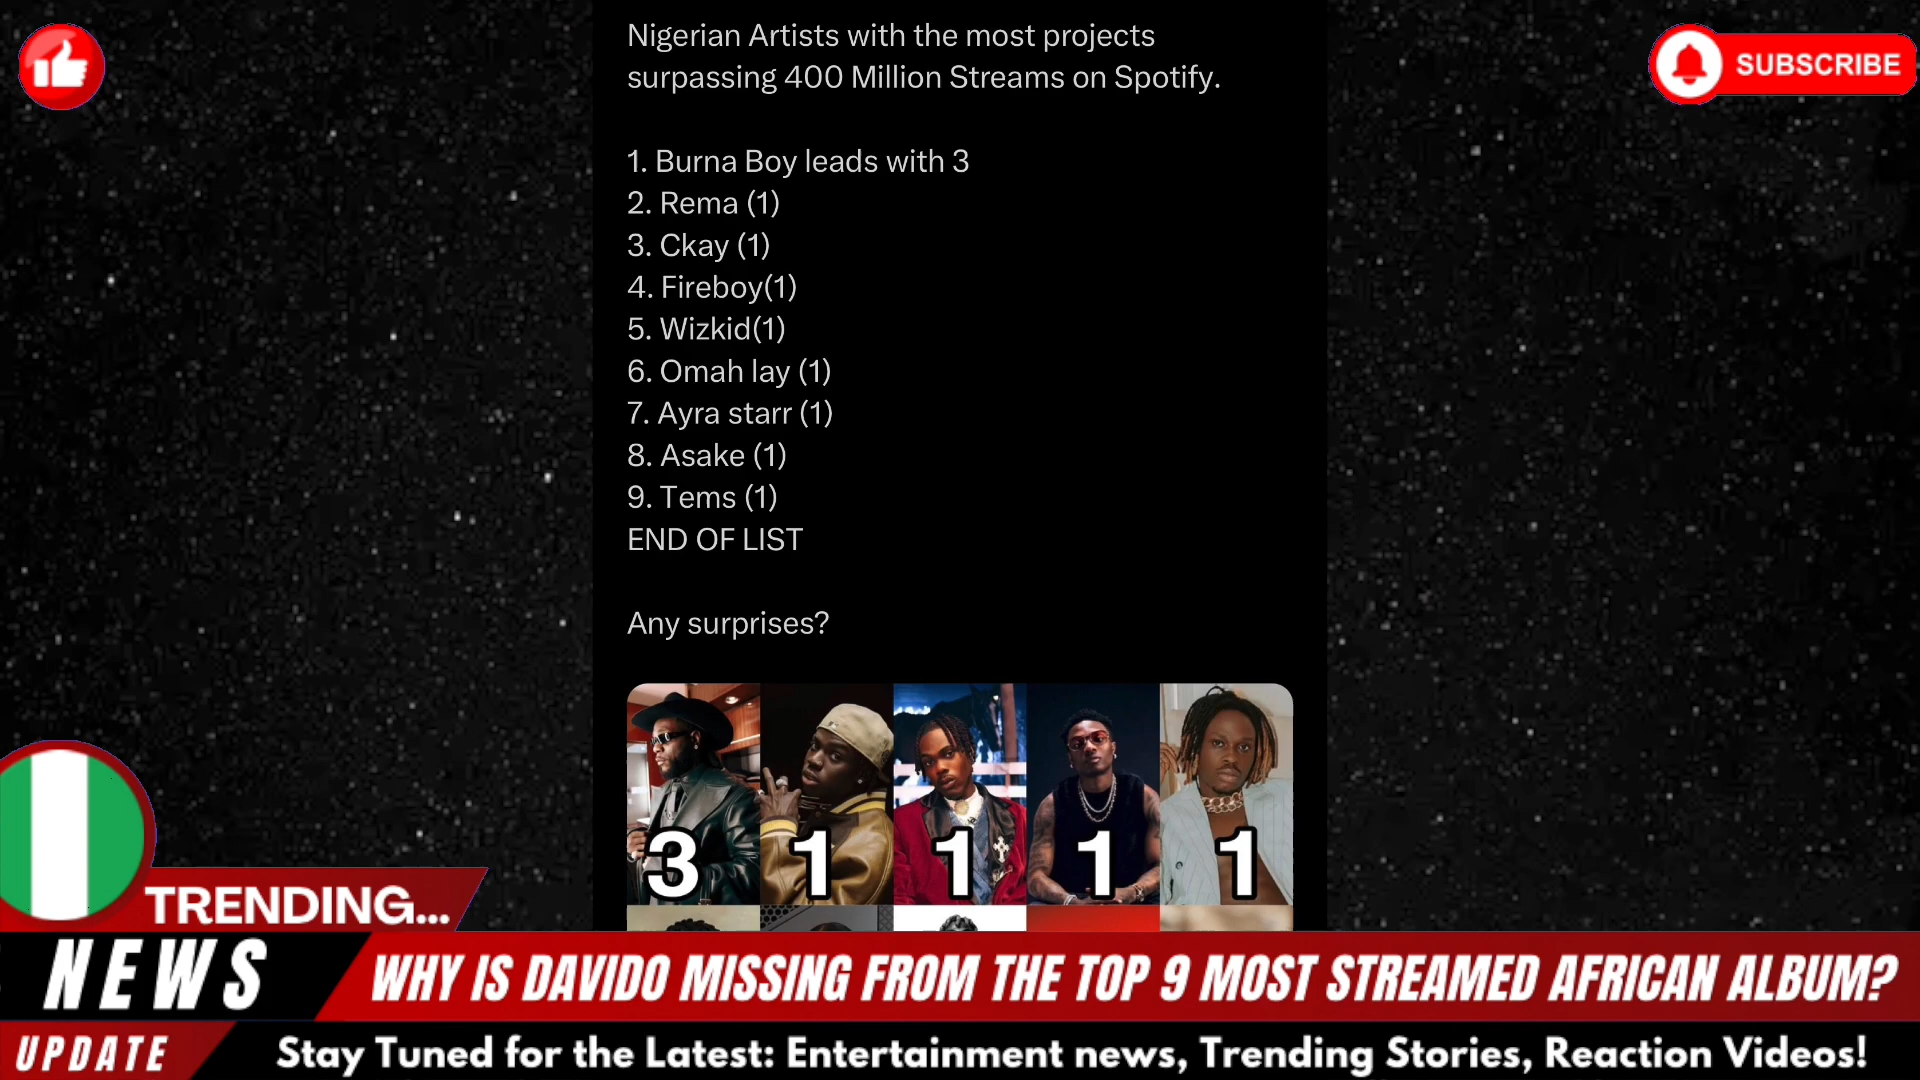 Nigerian Artists with the most projects
surpassing 400 Million Streams on Spotify.
SUBSCRIBE
1. Burna Boy leads with 3
2. Rema (1)
3. Ckay (1)
4. Fireboy(1)
5. Wizkid(1)
6. Omah lay (1)
7. Ayra starr (1)
8. Asake (1)
9. Tems (1)
END OF LIST
Any surprises?
3 1 1 1 1
TRENDING...
NEWS
WHY IS DAVIDO MISSING FROM THE TOP 9 MOST STREAMED AFRICAN ALBUM?
UPDATE
Stay Tuned for the Latest: Entertainment news, Trending Stories, Reaction Videos!